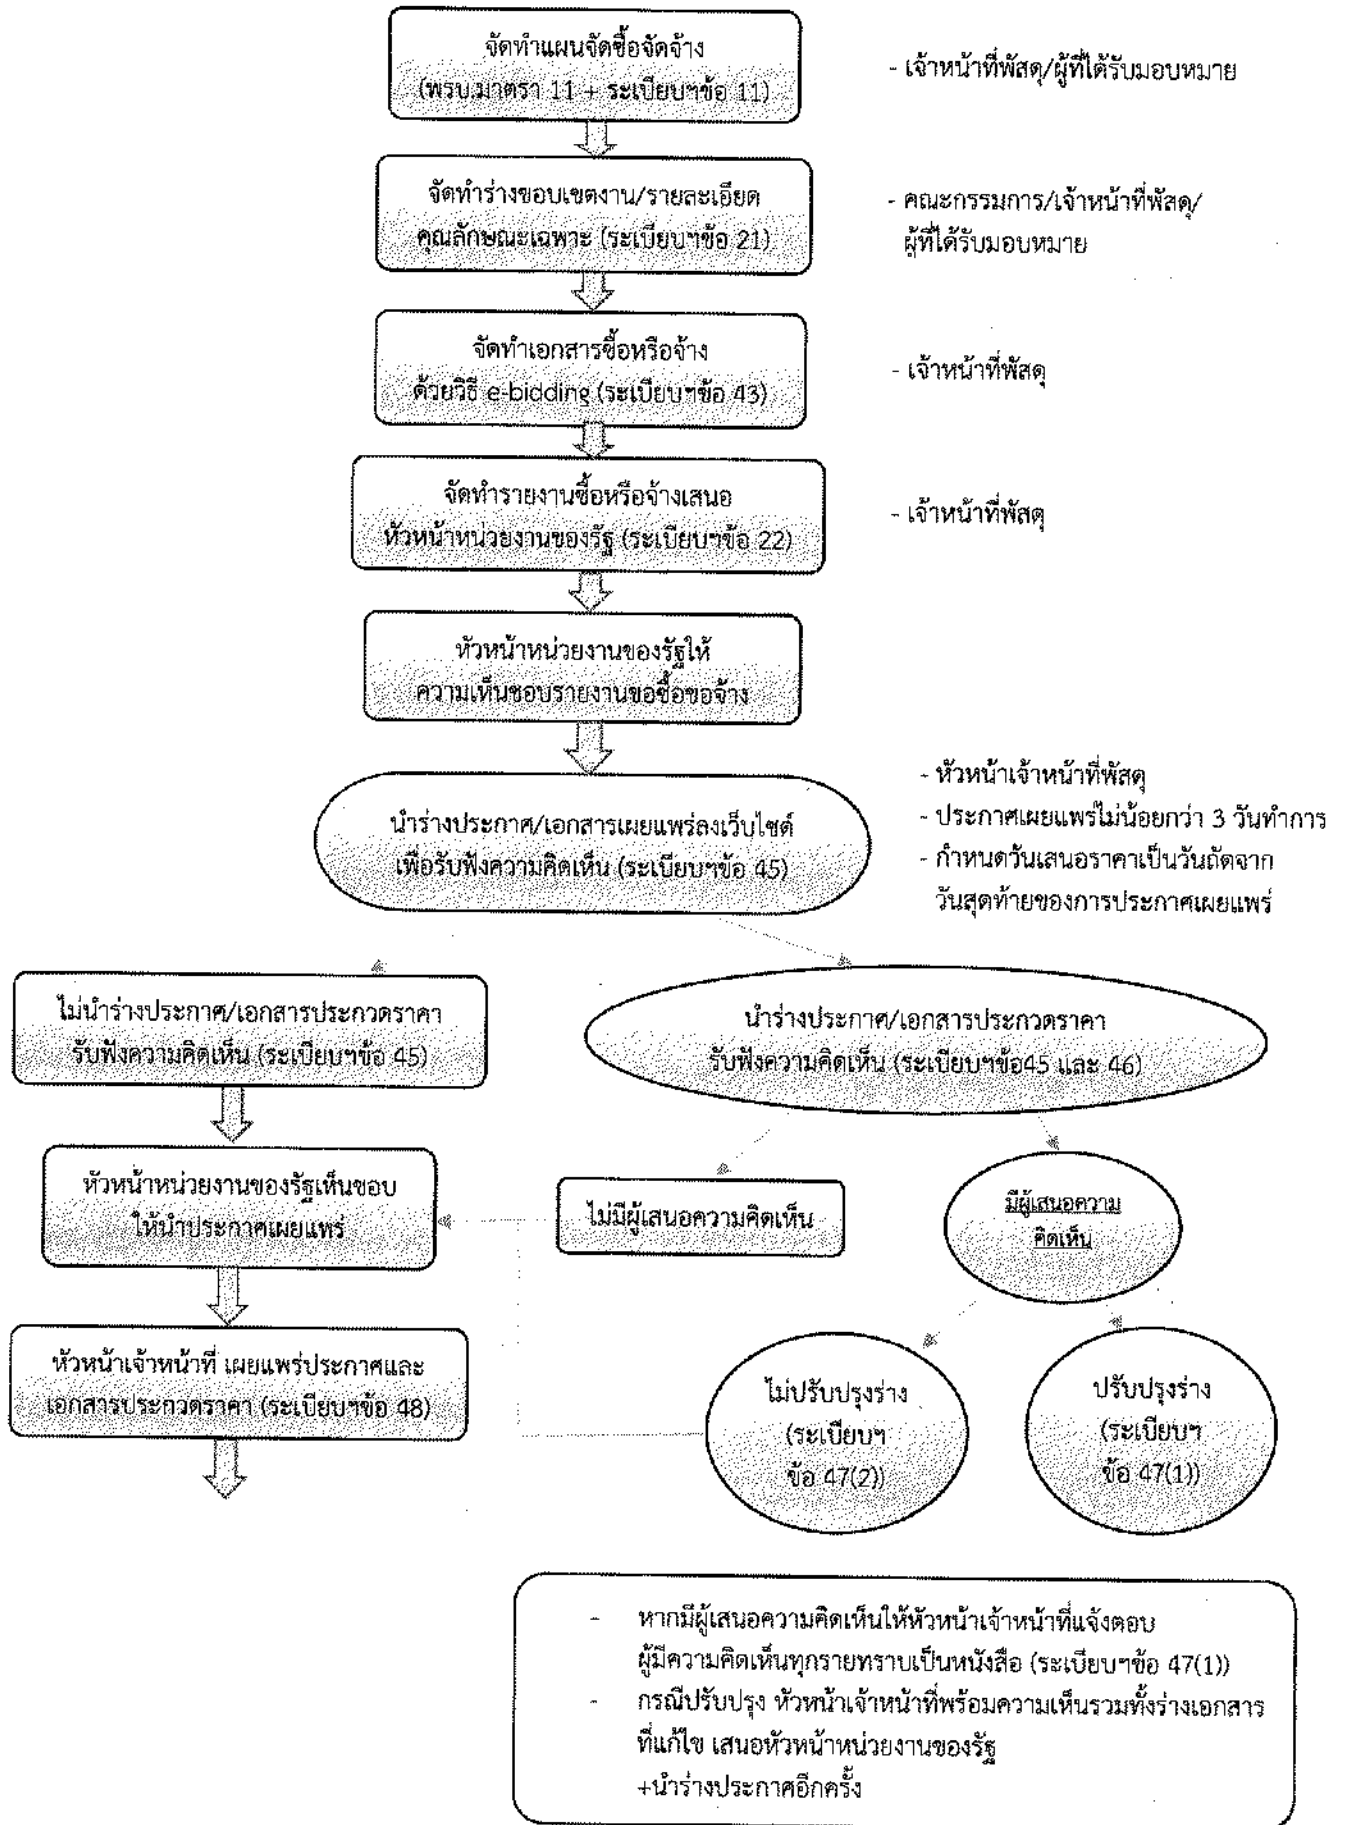 จัดทำแผนจัดซื้อจัดจ้าง
(พรบ.มาตรา 11 + ระเบียบฯข้อ 11)
- เจ้าหน้าที่พัสดุ/ผู้ที่ได้รับมอบหมาย
จัดทำร่างขอบเขตงาน/รายละเอียด
คุณลักษณะเฉพาะ (ระเบียบฯข้อ 21)
- คณะกรรมการ/เจ้าหน้าที่พัสดุ/
ผู้ที่ได้รับมอบหมาย
จัดทำเอกสารซื้อหรือจ้าง
ด้วยวิธี e-bidding (ระเบียบฯข้อ 43)
- เจ้าหน้าที่พัสดุ
จัดทำรายงานซื้อหรือจ้างเสนอ
หัวหน้าหน่วยงานของรัฐ (ระเบียบฯข้อ 22)
- เจ้าหน้าที่พัสดุ
หัวหน้าหน่วยงานของรัฐให้
ความเห็นชอบรายงานขอซื้อขอจ้าง
นำร่างประกาศ/เอกสารเผยแพร่ลงเว็บไซต์
เพื่อรับฟังความคิดเห็น (ระเบียบฯข้อ 45)
- หัวหน้าเจ้าหน้าที่พัสดุ
- ประกาศเผยแพร่ไม่น้อยกว่า 3 วันทำการ
- กำหนดวันเสนอราคาเป็นวันถัดจาก
วันสุดท้ายของการประกาศเผยแพร่
ไม่นำร่างประกาศ/เอกสารประกวดราคา
รับฟังความคิดเห็น (ระเบียบฯข้อ 45)
นำร่างประกาศ/เอกสารประกวดราคา
รับฟังความคิดเห็น (ระเบียบฯข้อ45 และ 46)
หัวหน้าหน่วยงานของรัฐเห็นชอบ
ให้นำประกาศเผยแพร่
ไม่มีผู้เสนอความคิดเห็น
มีผู้เสนอความ
คิดเห็น
หัวหน้าเจ้าหน้าที่ เผยแพร่ประกาศและ
เอกสารประกวดราคา (ระเบียบฯข้อ 48)
ไม่ปรับปรุงร่าง
(ระเบียบฯ
ข้อ 47(2))
ปรับปรุงร่าง
(ระเบียบฯ
ข้อ 47(1))
- หากมีผู้เสนอความคิดเห็นให้หัวหน้าเจ้าหน้าที่แจ้งตอบ
ผู้มีความคิดเห็นทุกรายทราบเป็นหนังสือ (ระเบียบฯข้อ 47(1))
- กรณีปรับปรุง หัวหน้าเจ้าหน้าที่พร้อมความเห็นรวมทั้งร่างเอกสาร
ที่แก้ไข เสนอหัวหน้าหน่วยงานของรัฐ
+นำร่างประกาศอีกครั้ง